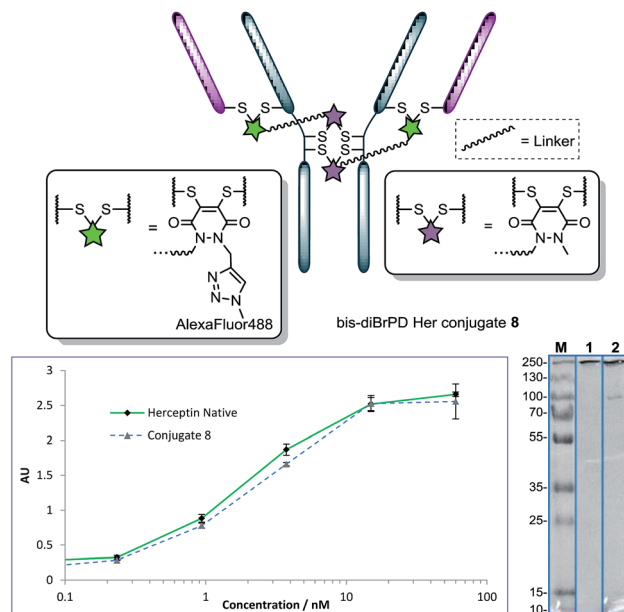 S S S S
S S
S S
= Linker
S S
=
S S
O O
N N
N N
N
AlexaFluor488
S S
=
S S
O O
N N
bis-diBrPD Her conjugate 8
3
2.5
2
1.5
1
0.5
0
AU
Herceptin Native
Conjugate 8
0.1 1 10 100
Concentration / nM
M 1 2
250-
130-
100-
70-
55-
35-
25-
15-
10-